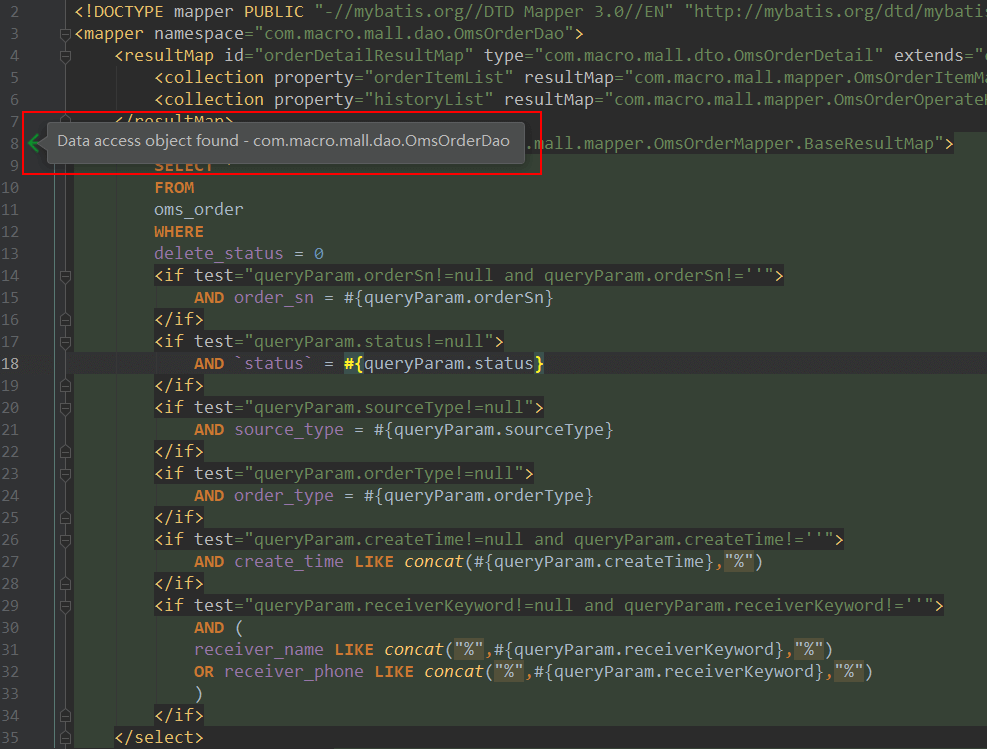 2 <!DOCTYPE mapper PUBLIC "-//mybatis.org//DTD Mapper 3.0//EN" "http://mybatis.org/dtd/mybatis
3 <mapper namespace="com.macro.mall.dao.OmsOrderDao">
4 <resultMap id="orderDetailResultMap" type="com.macro.mall.dto.OmsOrderDetail" extends="
5 <collection property="orderItemList" resultMap="com.macro.mall.mapper.OmsOrderItemMa
6 <collection property="historyList" resultMap="com.macro.mall.mapper.OmsOrderOperate
7 </resultMap>
8 Data access object found - com.macro.mall.dao.OmsOrderDao .mall.mapper.OmsOrderMapper.BaseResultMap">
9 SELECT
10 FROM
11 oms_order
12 WHERE
13 delete_status = 0
14 <if test="queryParam.orderSn!=null and queryParam.orderSn!=''">
15 AND order_sn = #{queryParam.orderSn}
16 </if>
17 <if test="queryParam.status!=null">
18 AND `status` = #{queryParam.status}
19 </if>
20 <if test="queryParam.sourceType!=null">
21 AND source_type = #{queryParam.sourceType}
22 </if>
23 <if test="queryParam.orderType!=null">
24 AND order_type = #{queryParam.orderType}
25 </if>
26 <if test="queryParam.createTime!=null and queryParam.createTime!=''">
27 AND create_time LIKE concat(#{queryParam.createTime},"%")
28 </if>
29 <if test="queryParam.receiverKeyword!=null and queryParam.receiverKeyword!=''">
30 AND (
31 receiver_name LIKE concat("%",#{queryParam.receiverKeyword},"%")
32 OR receiver_phone LIKE concat("%",#{queryParam.receiverKeyword},"%")
33 )
34 </if>
35 </select>